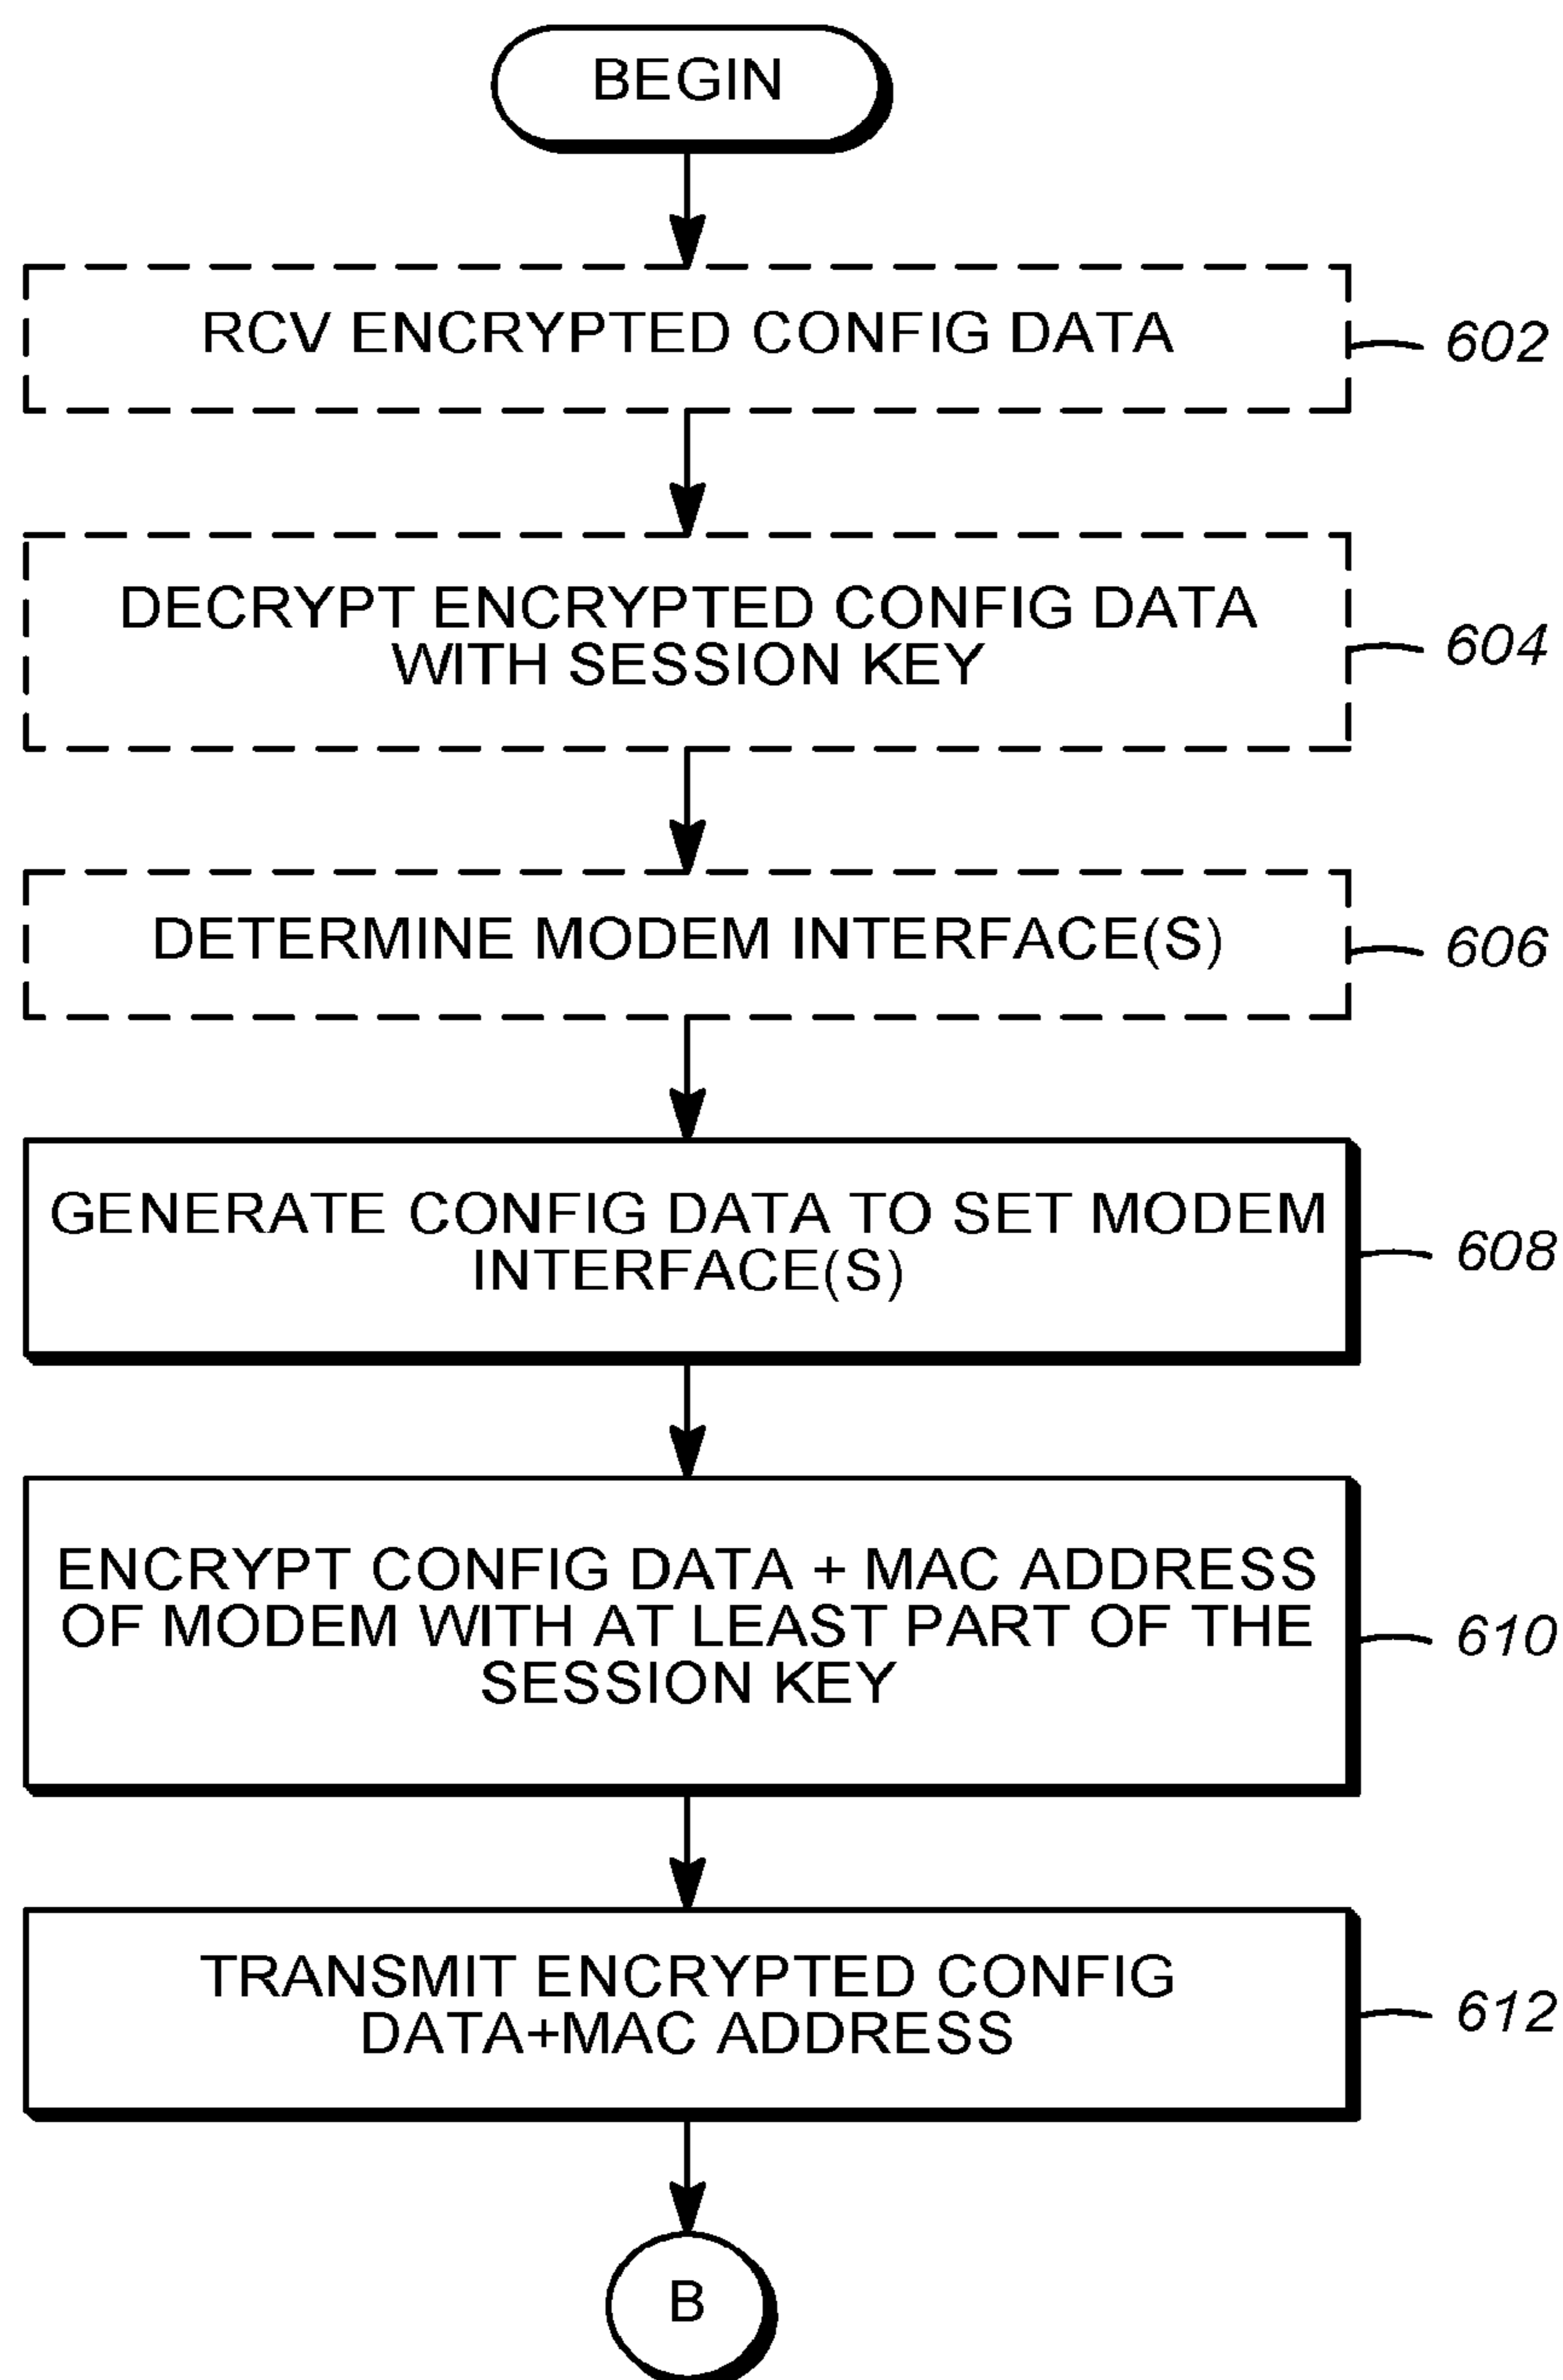 BEGIN
RCV ENCRYPTED CONFIG DATA
602
DECRYPT ENCRYPTED CONFIG DATA
WITH SESSION KEY
604
DETERMINE MODEM INTERFACE(S)
606
GENERATE CONFIG DATA TO SET MODEM
INTERFACE(S)
608
ENCRYPT CONFIG DATA + MAC ADDRESS
OF MODEM WITH AT LEAST PART OF THE
SESSION KEY
610
TRANSMIT ENCRYPTED CONFIG
DATA+MAC ADDRESS
612
B